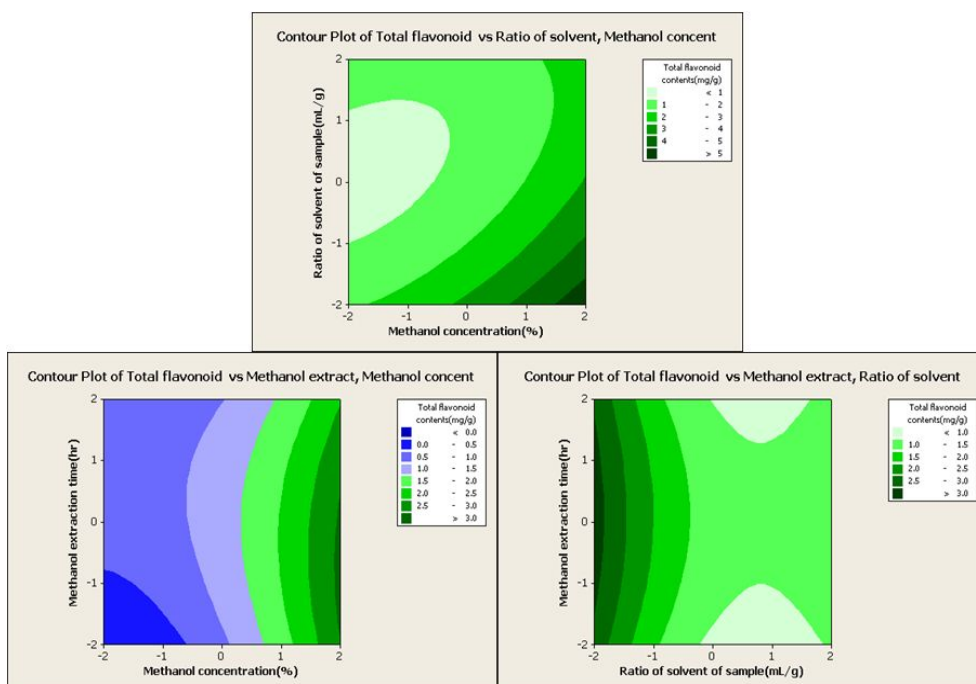 Contour Plot of Total flavonoid vs Ratio of solvent, Methanol concent
Total flavonoid
contents(mg/g)
< 1
1 - 2
2 - 3
3 - 4
4 - 5
> 5
Ratio of solvent of sample(mL/g)
2
1
0
-1
-2
-2 -1 0 1 2
Methanol concentration(%)
Contour Plot of Total flavonoid vs Methanol extract, Methanol concent
Total flavonoid
contents(mg/g)
< 0.0
0.0 - 0.5
0.5 - 1.0
1.0 - 1.5
1.5 - 2.0
2.0 - 2.5
2.5 - 3.0
> 3.0
Methanol extraction time(hr)
2
1
0
-1
-2
-2 -1 0 1 2
Methanol concentration(%)
Contour Plot of Total flavonoid vs Methanol extract, Ratio of solvent
Total flavonoid
contents(mg/g)
< 1.0
1.0 - 1.5
1.5 - 2.0
2.0 - 2.5
2.5 - 3.0
> 3.0
Methanol extraction time(hr)
2
1
0
-1
-2
-2 -1 0 1 2
Ratio of solvent of sample(mL/g)